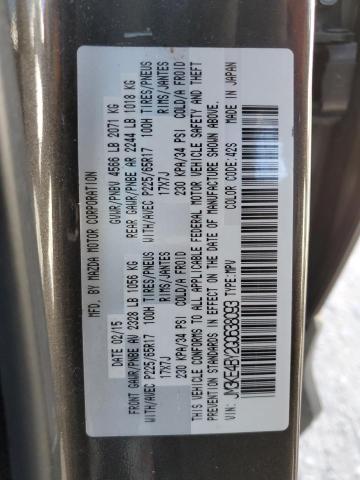 MFD. BY MAZDA MOTOR CORPORATION
DATE: 02/15 GVWR/PNBV 4566 LB 2071 KG
FRONT GAWR/PNBE AV 2328 LB 1056 KG REAR GAWR/PNBE AR 2244 LB 1018 KG
WITH/AVEC P225/65R17 100H TIRES/PNEUS WITH/AVEC P225/65R17 100H TIRES/PNEUS
17X7J RIMS/JANTES 17X7J RIMS/JANTES
230 KPA/34 PSI COLD/A FROID 230 KPA/34 PSI COLD/A FROID
THIS VEHICLE CONFORMS TO ALL APPLICABLE FEDERAL MOTOR VEHICLE SAFETY AND THEFT
PREVENTION STANDARDS IN EFFECT ON THE DATE OF MANUFACTURE SHOWN ABOVE.
VIN: TYPE: MPV COLOR CODE: 42S MADE IN JAPAN